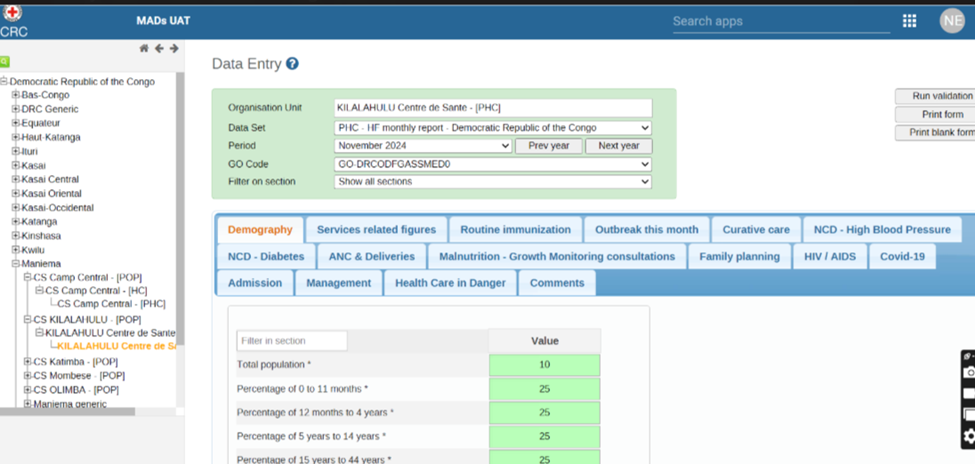 MADs UAT
Search apps
NE
CRC
Data Entry ?
Democratic Republic of the Congo
Bas-Congo
DRC Generic
Equateur
Haut-Katanga
Ituri
Kasai
Kasai Central
Kasai Oriental
Kasai-Occidental
Katanga
Kinshasa
Kwilu
Maniema
CS Camp Central - [POP]
CS Camp Central - [HC]
CS Camp Central - [PHC]
CS KILALAHULU - [POP]
KILALAHULU Centre de Sante
KILALAHULU Centre de Sa
CS Katimba - [POP]
CS Mombese - [POP]
CS OLIMBA - [POP]
Maniema generic
Organisation Unit KILALAHULU Centre de Sante - [PHC]
Data Set PHC - HF monthly report - Democratic Republic of the Congo
Period November 2024 Prev year Next year
GO Code GO-DRCODFGASSMED0
Filter on section Show all sections
Run validation
Print form
Print blank form
Demography Services related figures Routine immunization Outbreak this month Curative care NCD - High Blood Pressure
NCD - Diabetes ANC & Deliveries Malnutrition - Growth Monitoring consultations Family planning HIV / AIDS Covid-19
Admission Management Health Care in Danger Comments
Filter in section Value
Total population * 10
Percentage of 0 to 11 months * 25
Percentage of 12 months to 4 years * 25
Percentage of 5 years to 14 years * 25
Percentage of 15 years to 44 years * 25